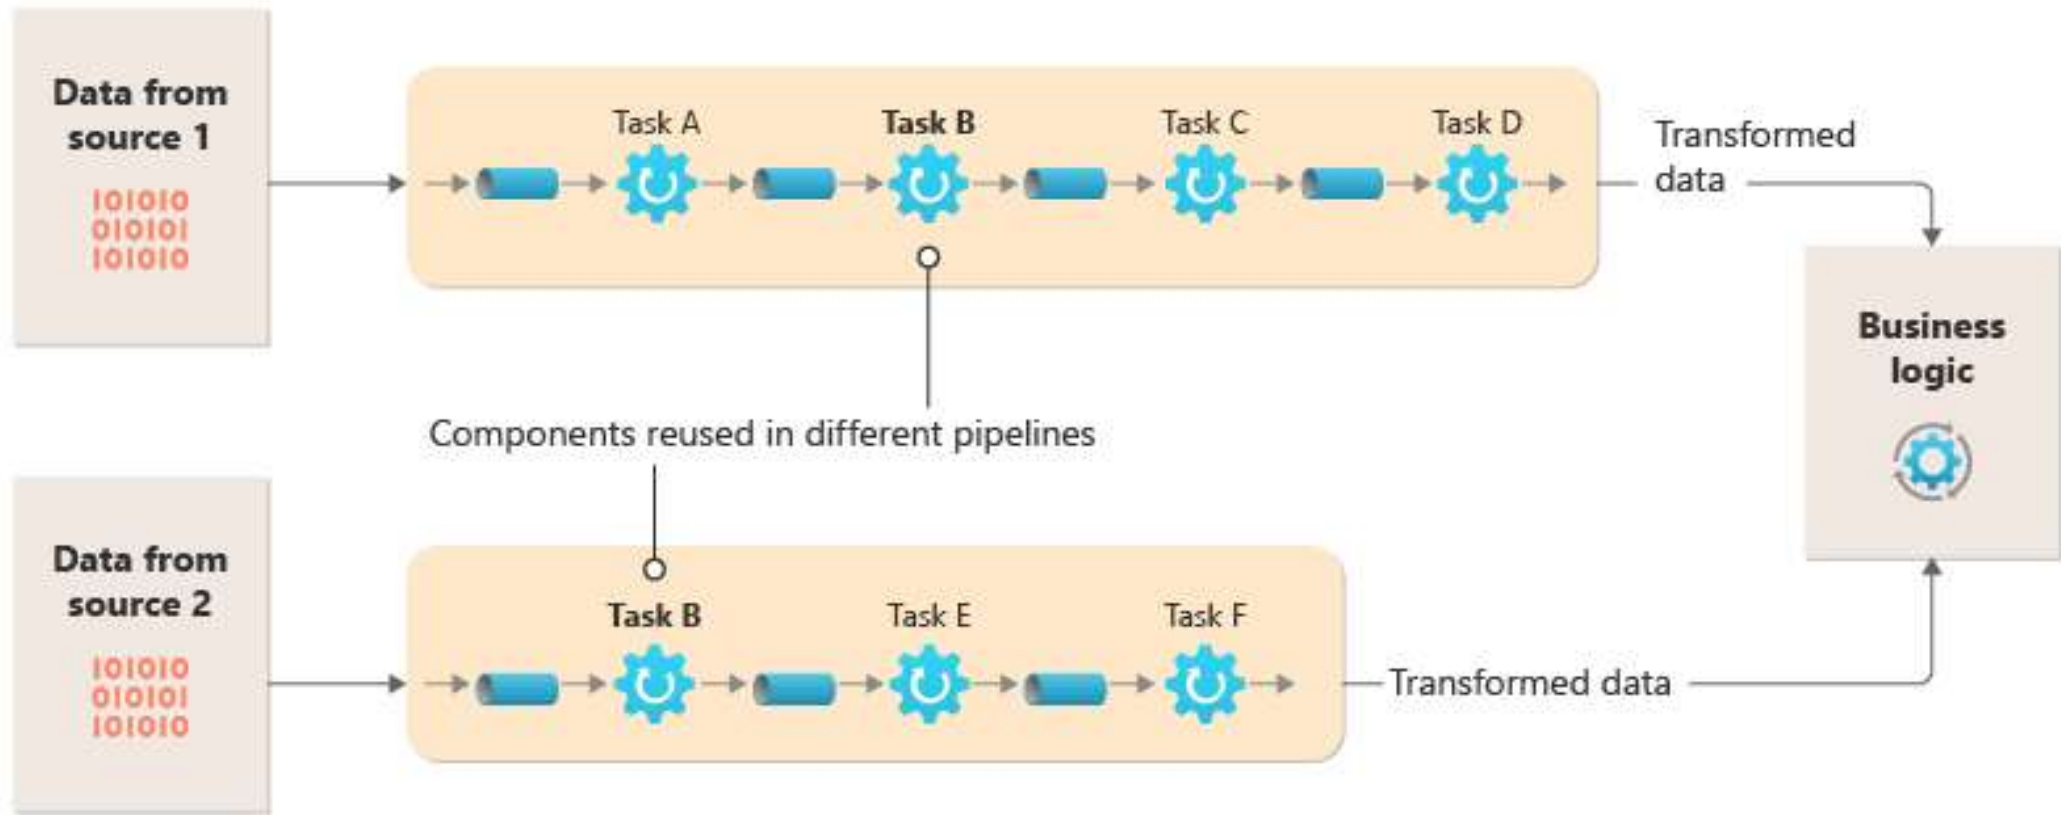 Data from
source 1
101010
010101
101010
Task A
Task B
Task C
Task D
Transformed
data
Business
logic
Components reused in different pipelines
Data from
source 2
101010
010101
101010
Task B
Task E
Task F
Transformed data